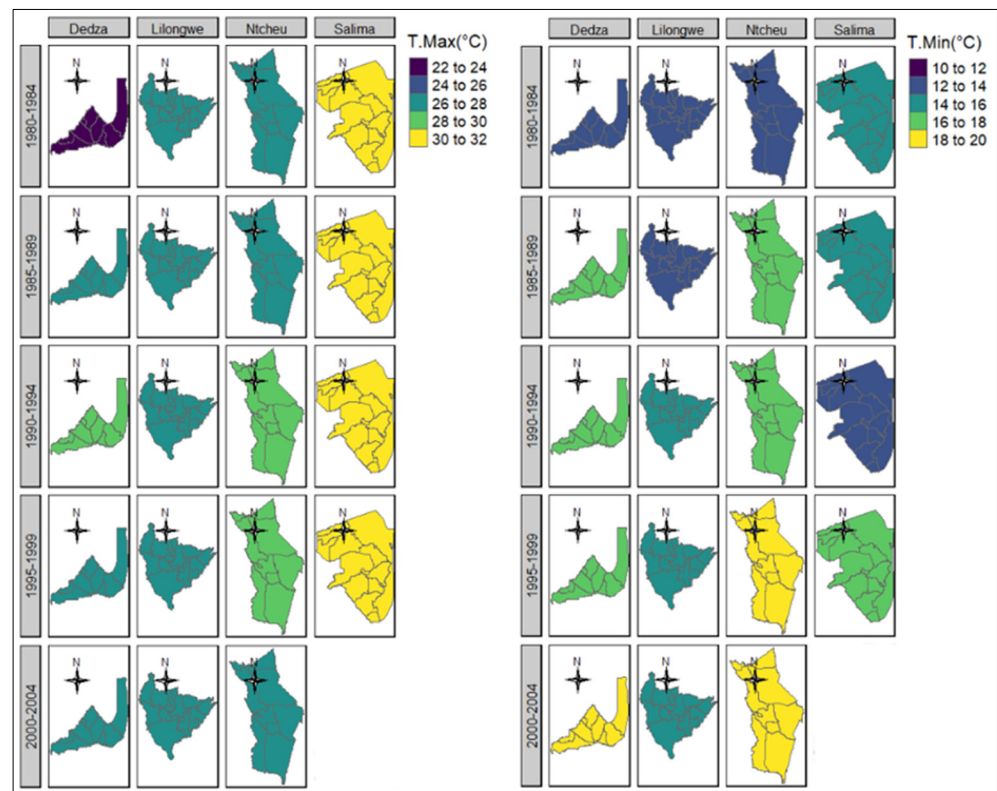 Dedza Lilongwe Ntcheu Salima
T.Max(°C)
22 to 24
24 to 26
26 to 28
28 to 30
30 to 32
1980-1984
N N N N
1985-1989
N N N N
1990-1994
N N N N
1995-1999
N N N N
2000-2004
N N N
Dedza Lilongwe Ntcheu Salima
T.Min(°C)
10 to 12
12 to 14
14 to 16
16 to 18
18 to 20
1980-1984
N N N N
1985-1989
N N N N
1990-1994
N N N N
1995-1999
N N N N
2000-2004
N N N